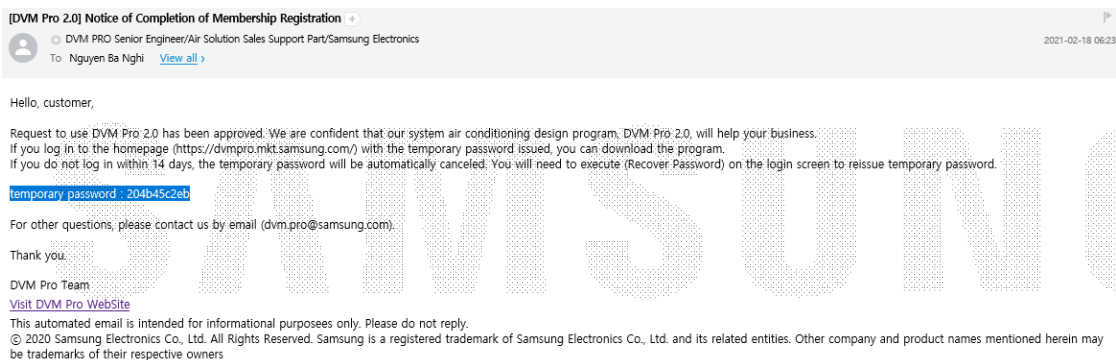 [DVM Pro 2.0] Notice of Completion of Membership Registration
DVM PRO Senior Engineer/Air Solution Sales Support Part/Samsung Electronics
2021-02-18 06:23
To Nguyen Ba Nghi View all >
Hello, customer,
Request to use DVM Pro 2.0 has been approved. We are confident that our system air conditioning design program, DVM Pro 2.0, will help your business.
If you log in to the homepage (https://dvmpro.mkt.samsung.com/) with the temporary password issued, you can download the program.
If you do not log in within 14 days, the temporary password will be automatically canceled. You will need to execute (Recover Password) on the login screen to reissue temporary password.
temporary password : 204b45c2eb
For other questions, please contact us by email (dvm.pro@samsung.com).
Thank you.
DVM Pro Team
Visit DVM Pro WebSite
This automated email is intended for informational purposees only. Please do not reply.
© 2020 Samsung Electronics Co., Ltd. All Rights Reserved. Samsung is a registered trademark of Samsung Electronics Co., Ltd. and its related entities. Other company and product names mentioned herein may
be trademarks of their respective owners
SAMSUNG